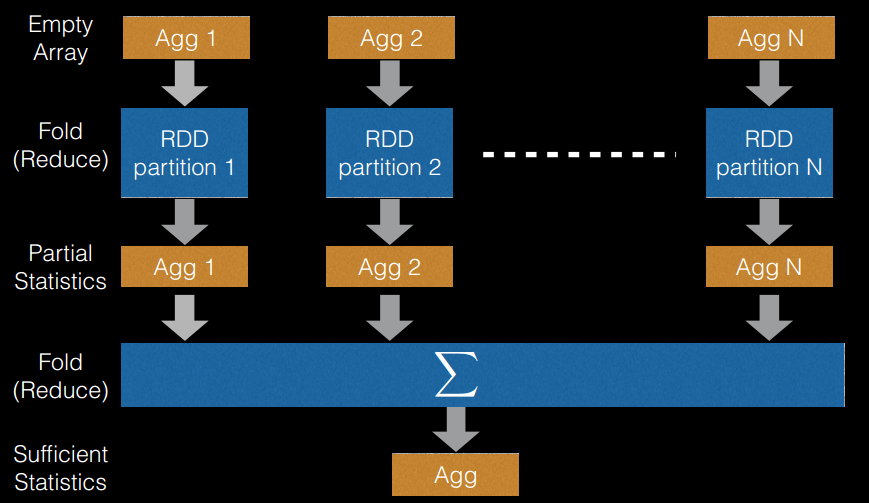 Empty
Array
Agg 1
Agg 2
Agg N
Fold
(Reduce)
RDD
partition 1
RDD
partition 2
RDD
partition N
Partial
Statistics
Agg 1
Agg 2
Agg N
Fold
(Reduce)
∑
Sufficient
Statistics
Agg